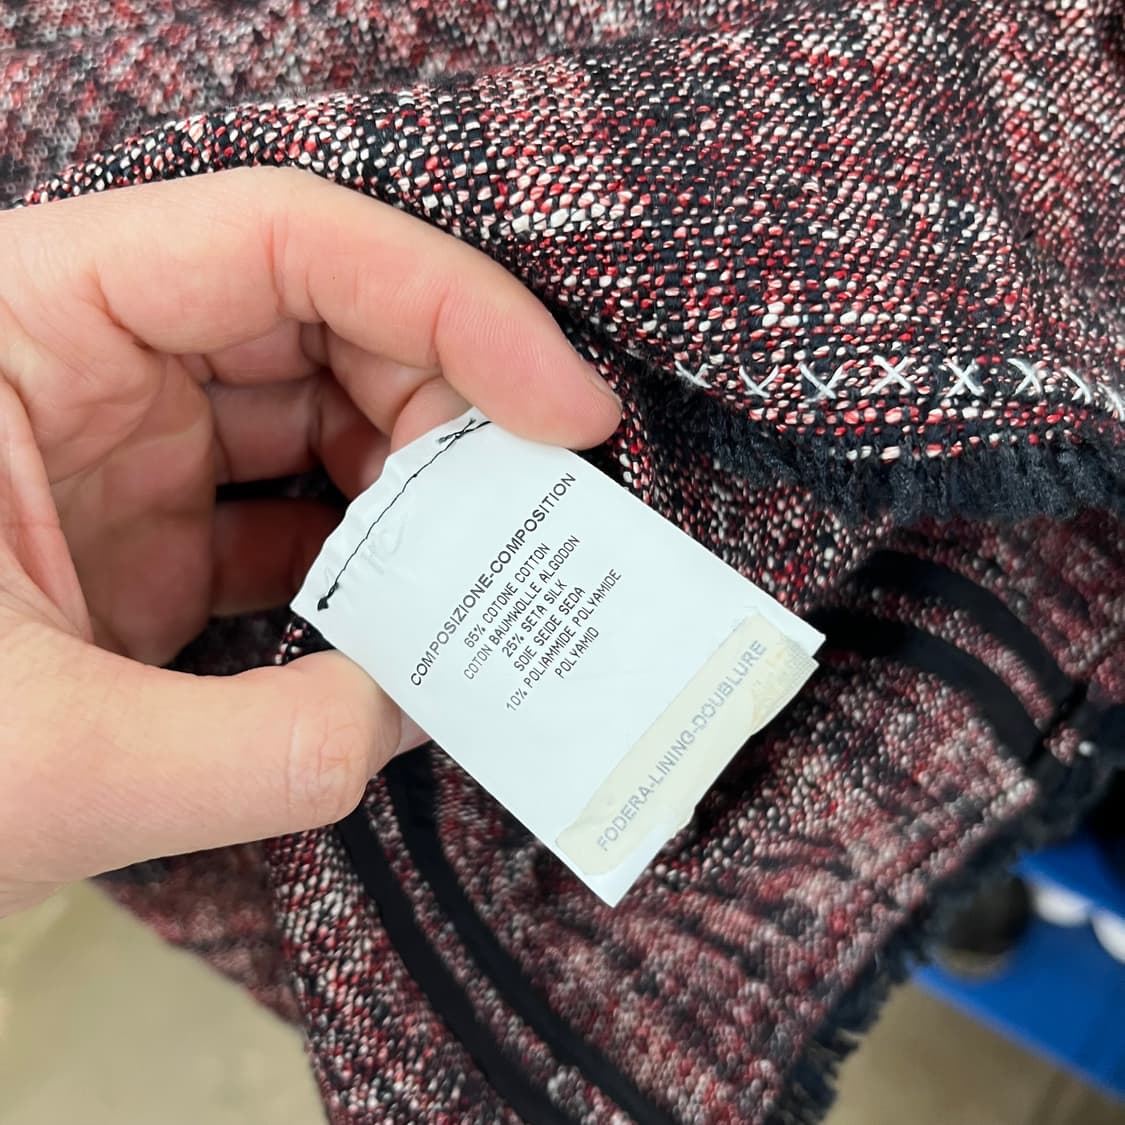 COMPOSIZIONE-COMPOSITION
65% COTONE COTTON
COTON BAUMWOLLE ALGODON
25% SETA SILK
SOIE SEIDE SEDA
10% POLIAMMIDE POLYAMIDE
POLYAMID
FODERA-LINING-DOUBLURE